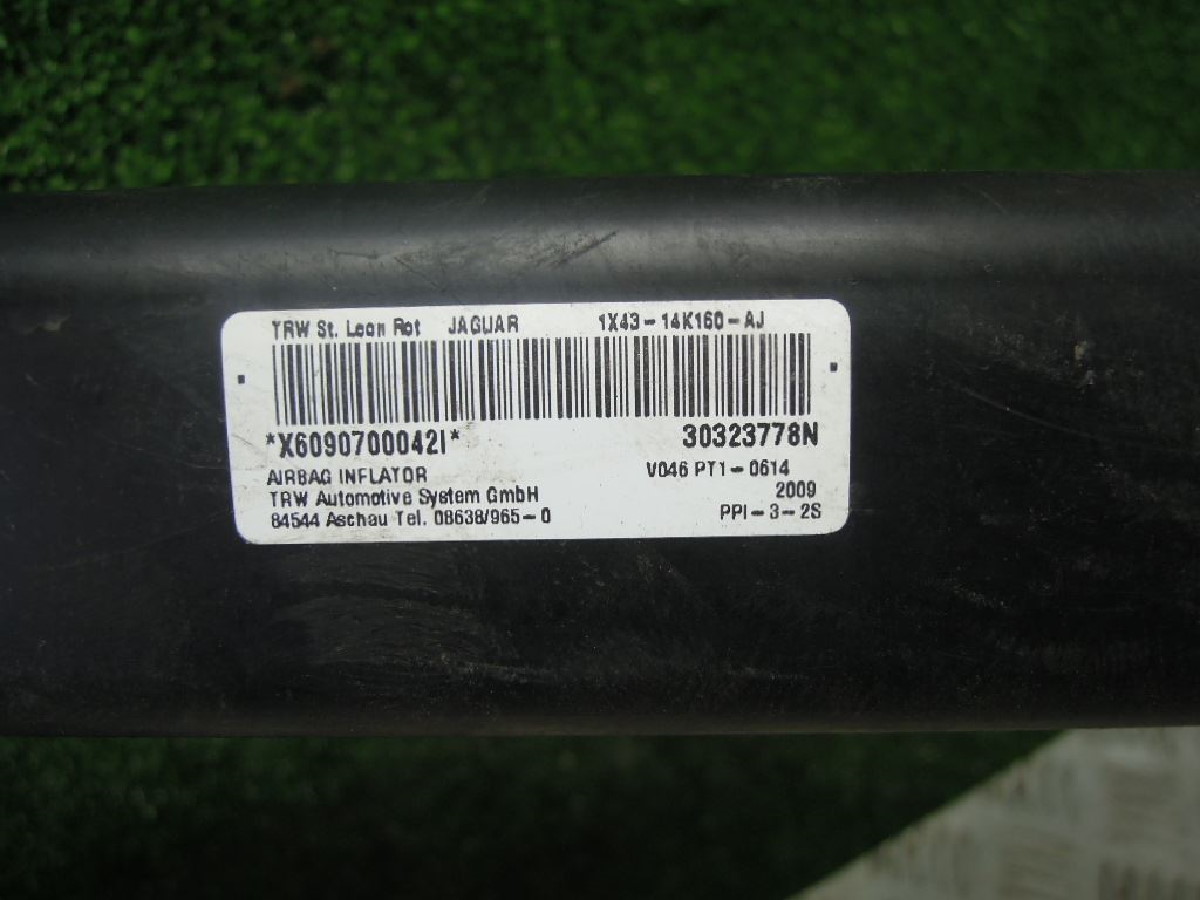 TRW St. Leon Rot JAGUAR 1X43-14K160-AJ
*X6090700042I* 30323778N
AIRBAG INFLATOR V046 PT1-0614
TRW Automotive System GmbH 2009
84544 Aschau Tel. 08638/965-0 PPI-3-2S